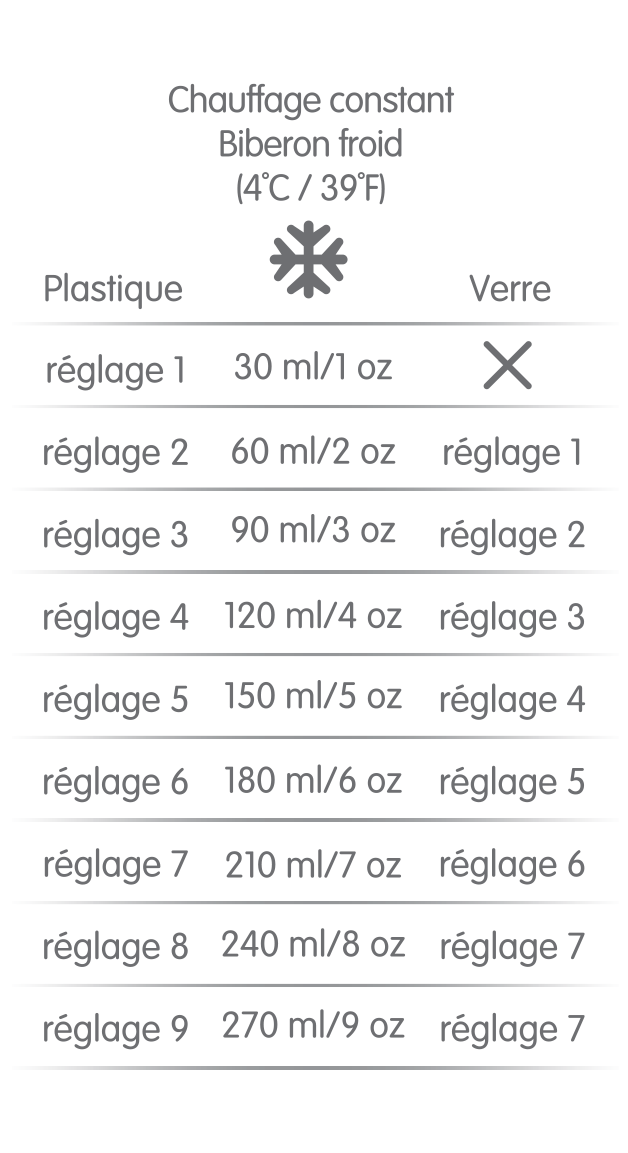 Chauffage constant
Biberon froid
(4°C / 39°F)
Plastique Verre
réglage 1 30 ml/1 oz
réglage 2 60 ml/2 oz réglage 1
réglage 3 90 ml/3 oz réglage 2
réglage 4 120 ml/4 oz réglage 3
réglage 5 150 ml/5 oz réglage 4
réglage 6 180 ml/6 oz réglage 5
réglage 7 210 ml/7 oz réglage 6
réglage 8 240 ml/8 oz réglage 7
réglage 9 270 ml/9 oz réglage 7